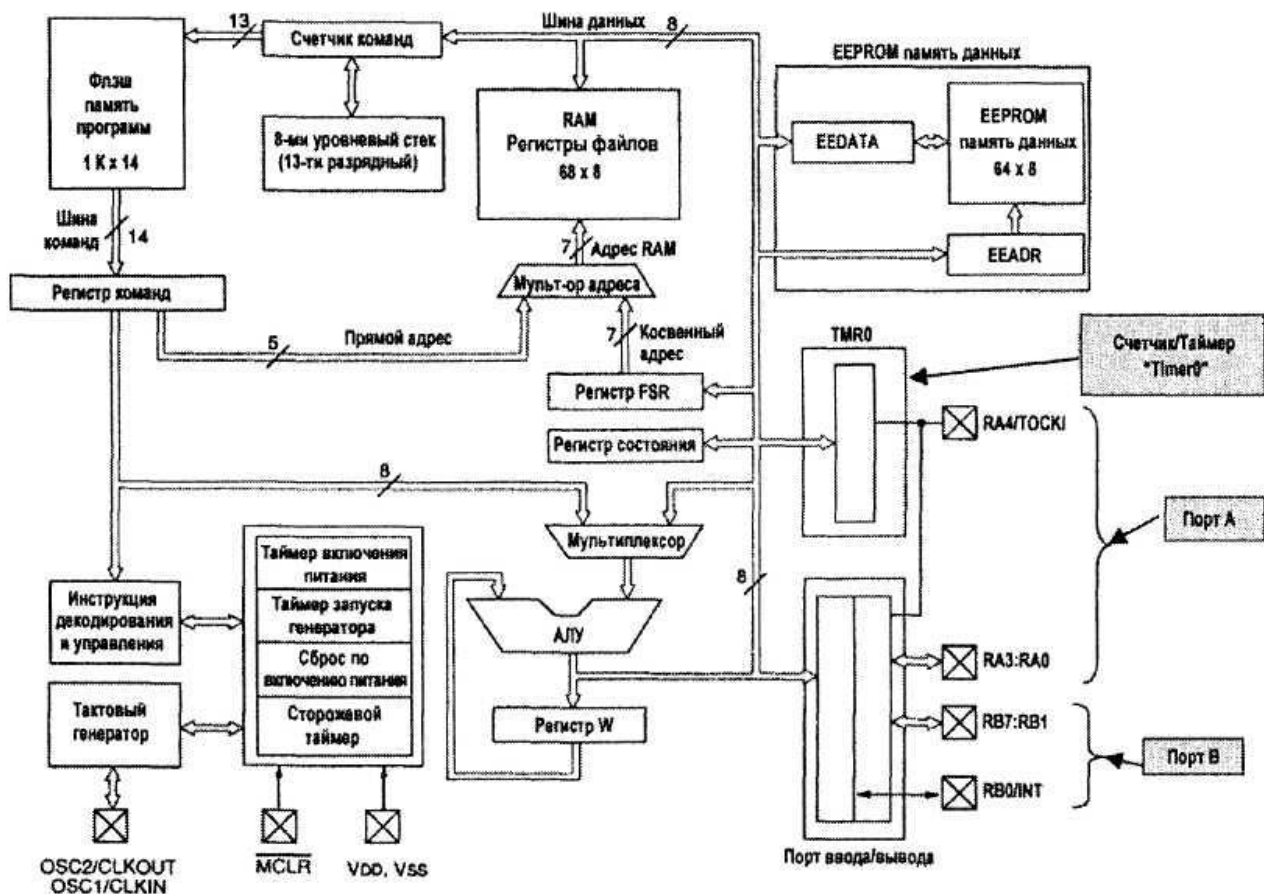 13
Счетчик команд
Шина данных
8
Флэш
память
программ
1 К x 14
8-ми уровневый стек
(13-ти разрядный)
RAM
Регистры файлов
68 x 8
EEPROM память данных
EEDATA
EEPROM
память данных
64 x 8
EEADR
Шина
команд
14
7
Адрес RAM
Мульт-ор адреса
Регистр команд
5
Прямой адрес
7
Косвенный
адрес
Регистр FSR
Регистр состояния
TMR0
Счетчик/Таймер
"Timer0"
RA4/TOCKI
Порт А
8
Мультиплексор
8
АЛУ
Регистр W
Инструкция
декодирования
и управления
Таймер включения
питания
Таймер запуска
генератора
Сброс по
включению питания
Сторожевой
таймер
Тактовый
генератор
RA3:RA0
RB7:RB1
Порт В
RB0/INT
Порт ввода/вывода
OSC2/CLKOUT
OSC1/CLKIN
MCLR
VDD, VSS